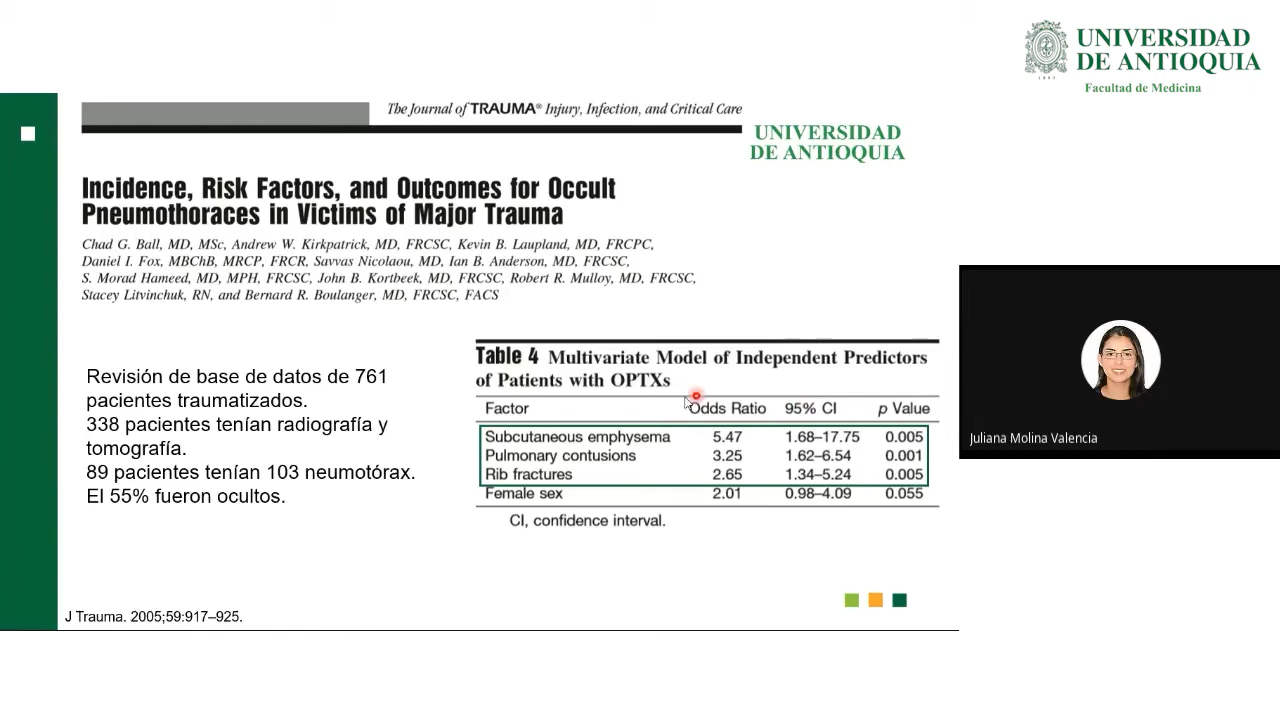 UNIVERSIDAD
DE ANTIOQUIA
1803
Facultad de Medicina
The Journal of TRAUMA® Injury, Infection, and Critical Care
UNIVERSIDAD
DE ANTIOQUIA
Incidence, Risk Factors, and Outcomes for Occult
Pneumothoraces in Victims of Major Trauma
Chad G. Ball, MD, MSc, Andrew W. Kirkpatrick, MD, FRCSC, Kevin B. Laupland, MD, FRCPC,
Daniel I. Fox, MBChB, MRCP, FRCR, Savvas Nicolaou, MD, Ian B. Anderson, MD, FRCSC,
S. Morad Hameed, MD, MPH, FRCSC, John B. Kortbeek, MD, FRCSC, Robert R. Mulloy, MD, FRCSC,
Stacey Litvinchuk, RN, and Bernard R. Boulanger, MD, FRCSC, FACS
Revisión de base de datos de 761
pacientes traumatizados.
338 pacientes tenían radiografía y
tomografía.
89 pacientes tenían 103 neumotórax.
El 55% fueron ocultos.
Table 4 Multivariate Model of Independent Predictors
of Patients with OPTXs
Factor Odds Ratio 95% CI p Value
Subcutaneous emphysema 5.47 1.68–17.75 0.005
Pulmonary contusions 3.25 1.62–6.54 0.001
Rib fractures 2.65 1.34–5.24 0.005
Female sex 2.01 0.98–4.09 0.055
CI, confidence interval.
J Trauma. 2005;59:917–925.
Juliana Molina Valencia